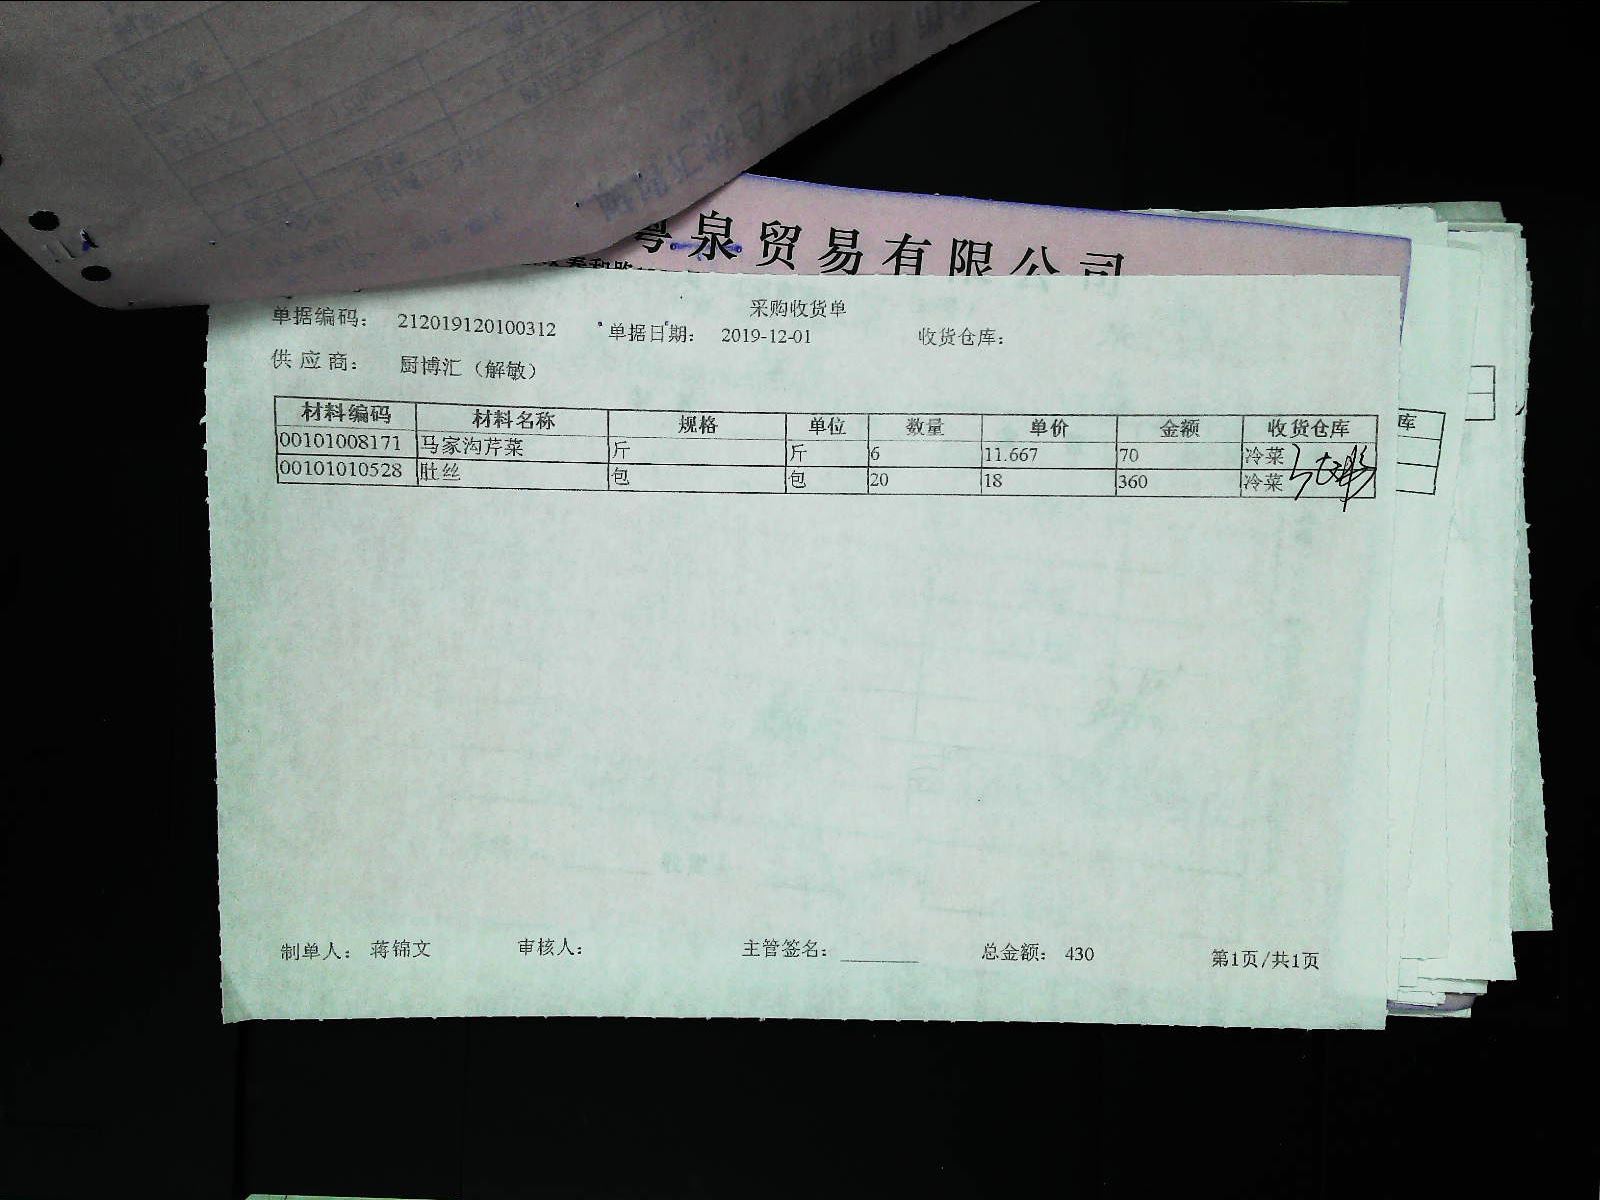 泉贸易有限公司
采购收货单
单据编码： 212019120100312 单据日期： 2019-12-01 收货仓库：
供应商： 厨博汇（解敏）
材料编码 材料名称 规格 单位 数量 单价 金额 收货仓库
00101008171 马家沟芹菜 斤 斤 6 11.667 70 冷菜
00101010528 肚丝 包 包 20 18 360 冷菜
库
制单人： 蒋锦文 审核人： 主管签名： 总金额： 430 第1页/共1页